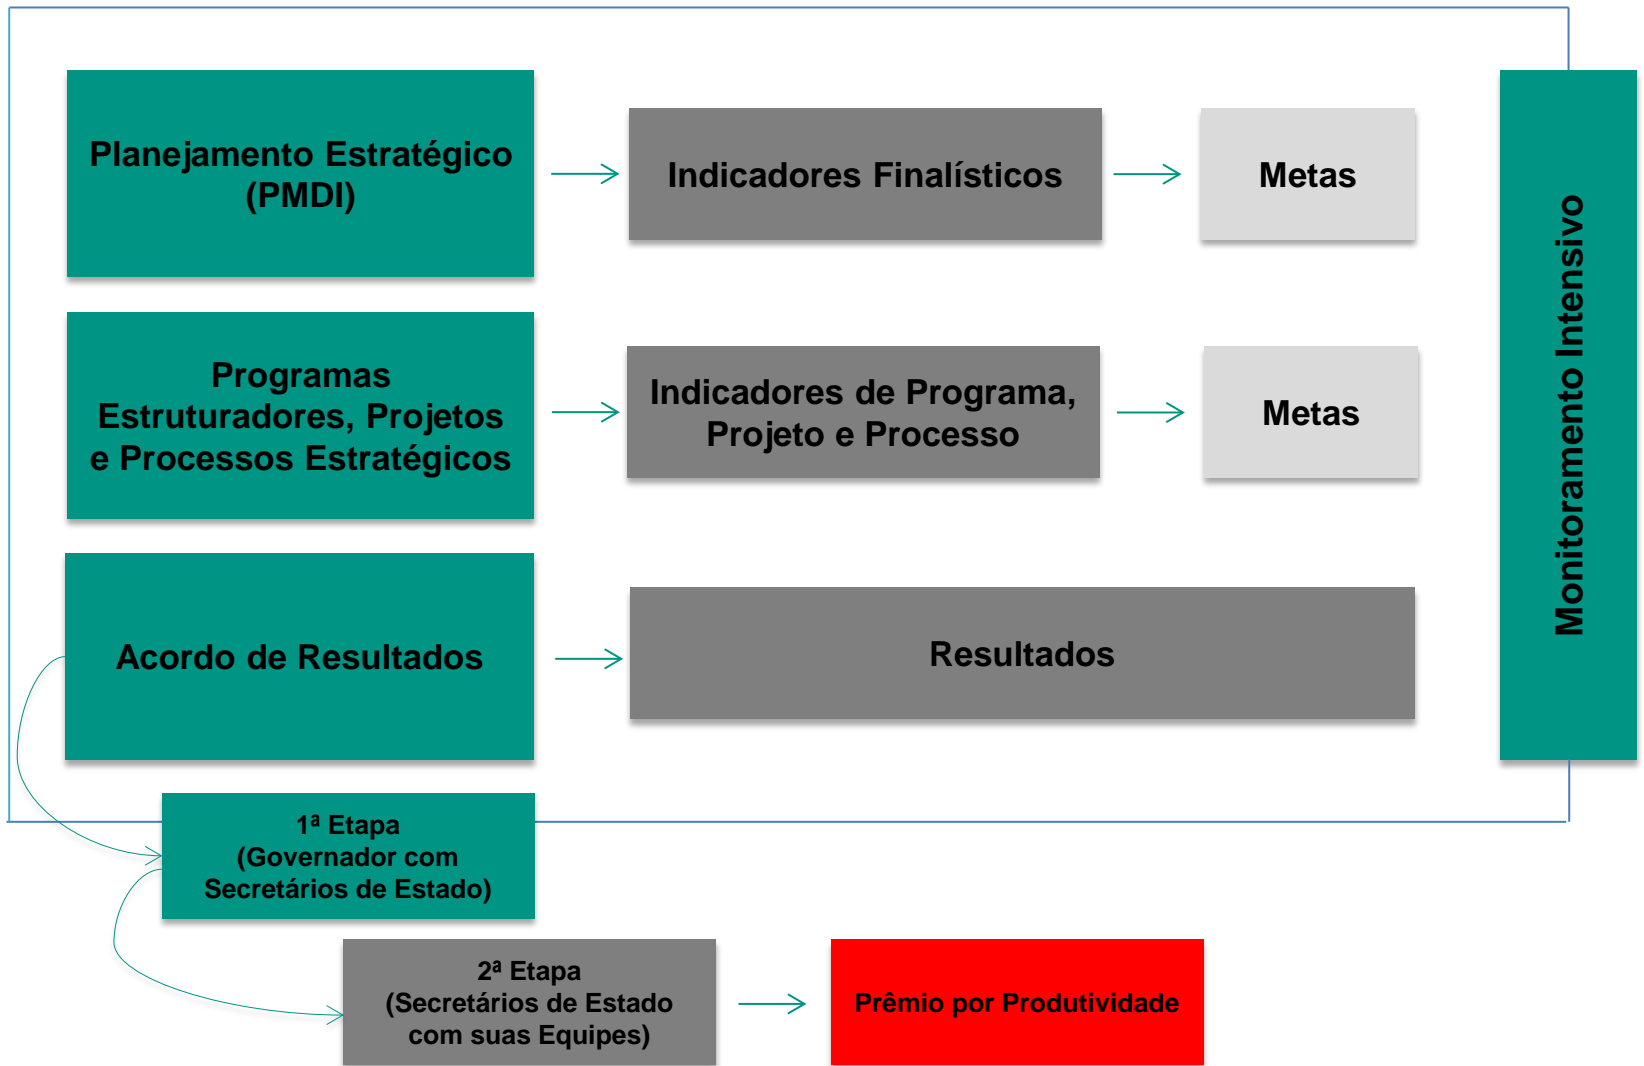 Planejamento Estratégico
(PMDI)
Indicadores Finalísticos
Metas
Programas
Estruturadores, Projetos
e Processos Estratégicos
Indicadores de Programa,
Projeto e Processo
Metas
Acordo de Resultados
Resultados
Monitoramento Intensivo
1ª Etapa
(Governador com
Secretários de Estado)
2ª Etapa
(Secretários de Estado
com suas Equipes)
Prêmio por Produtividade